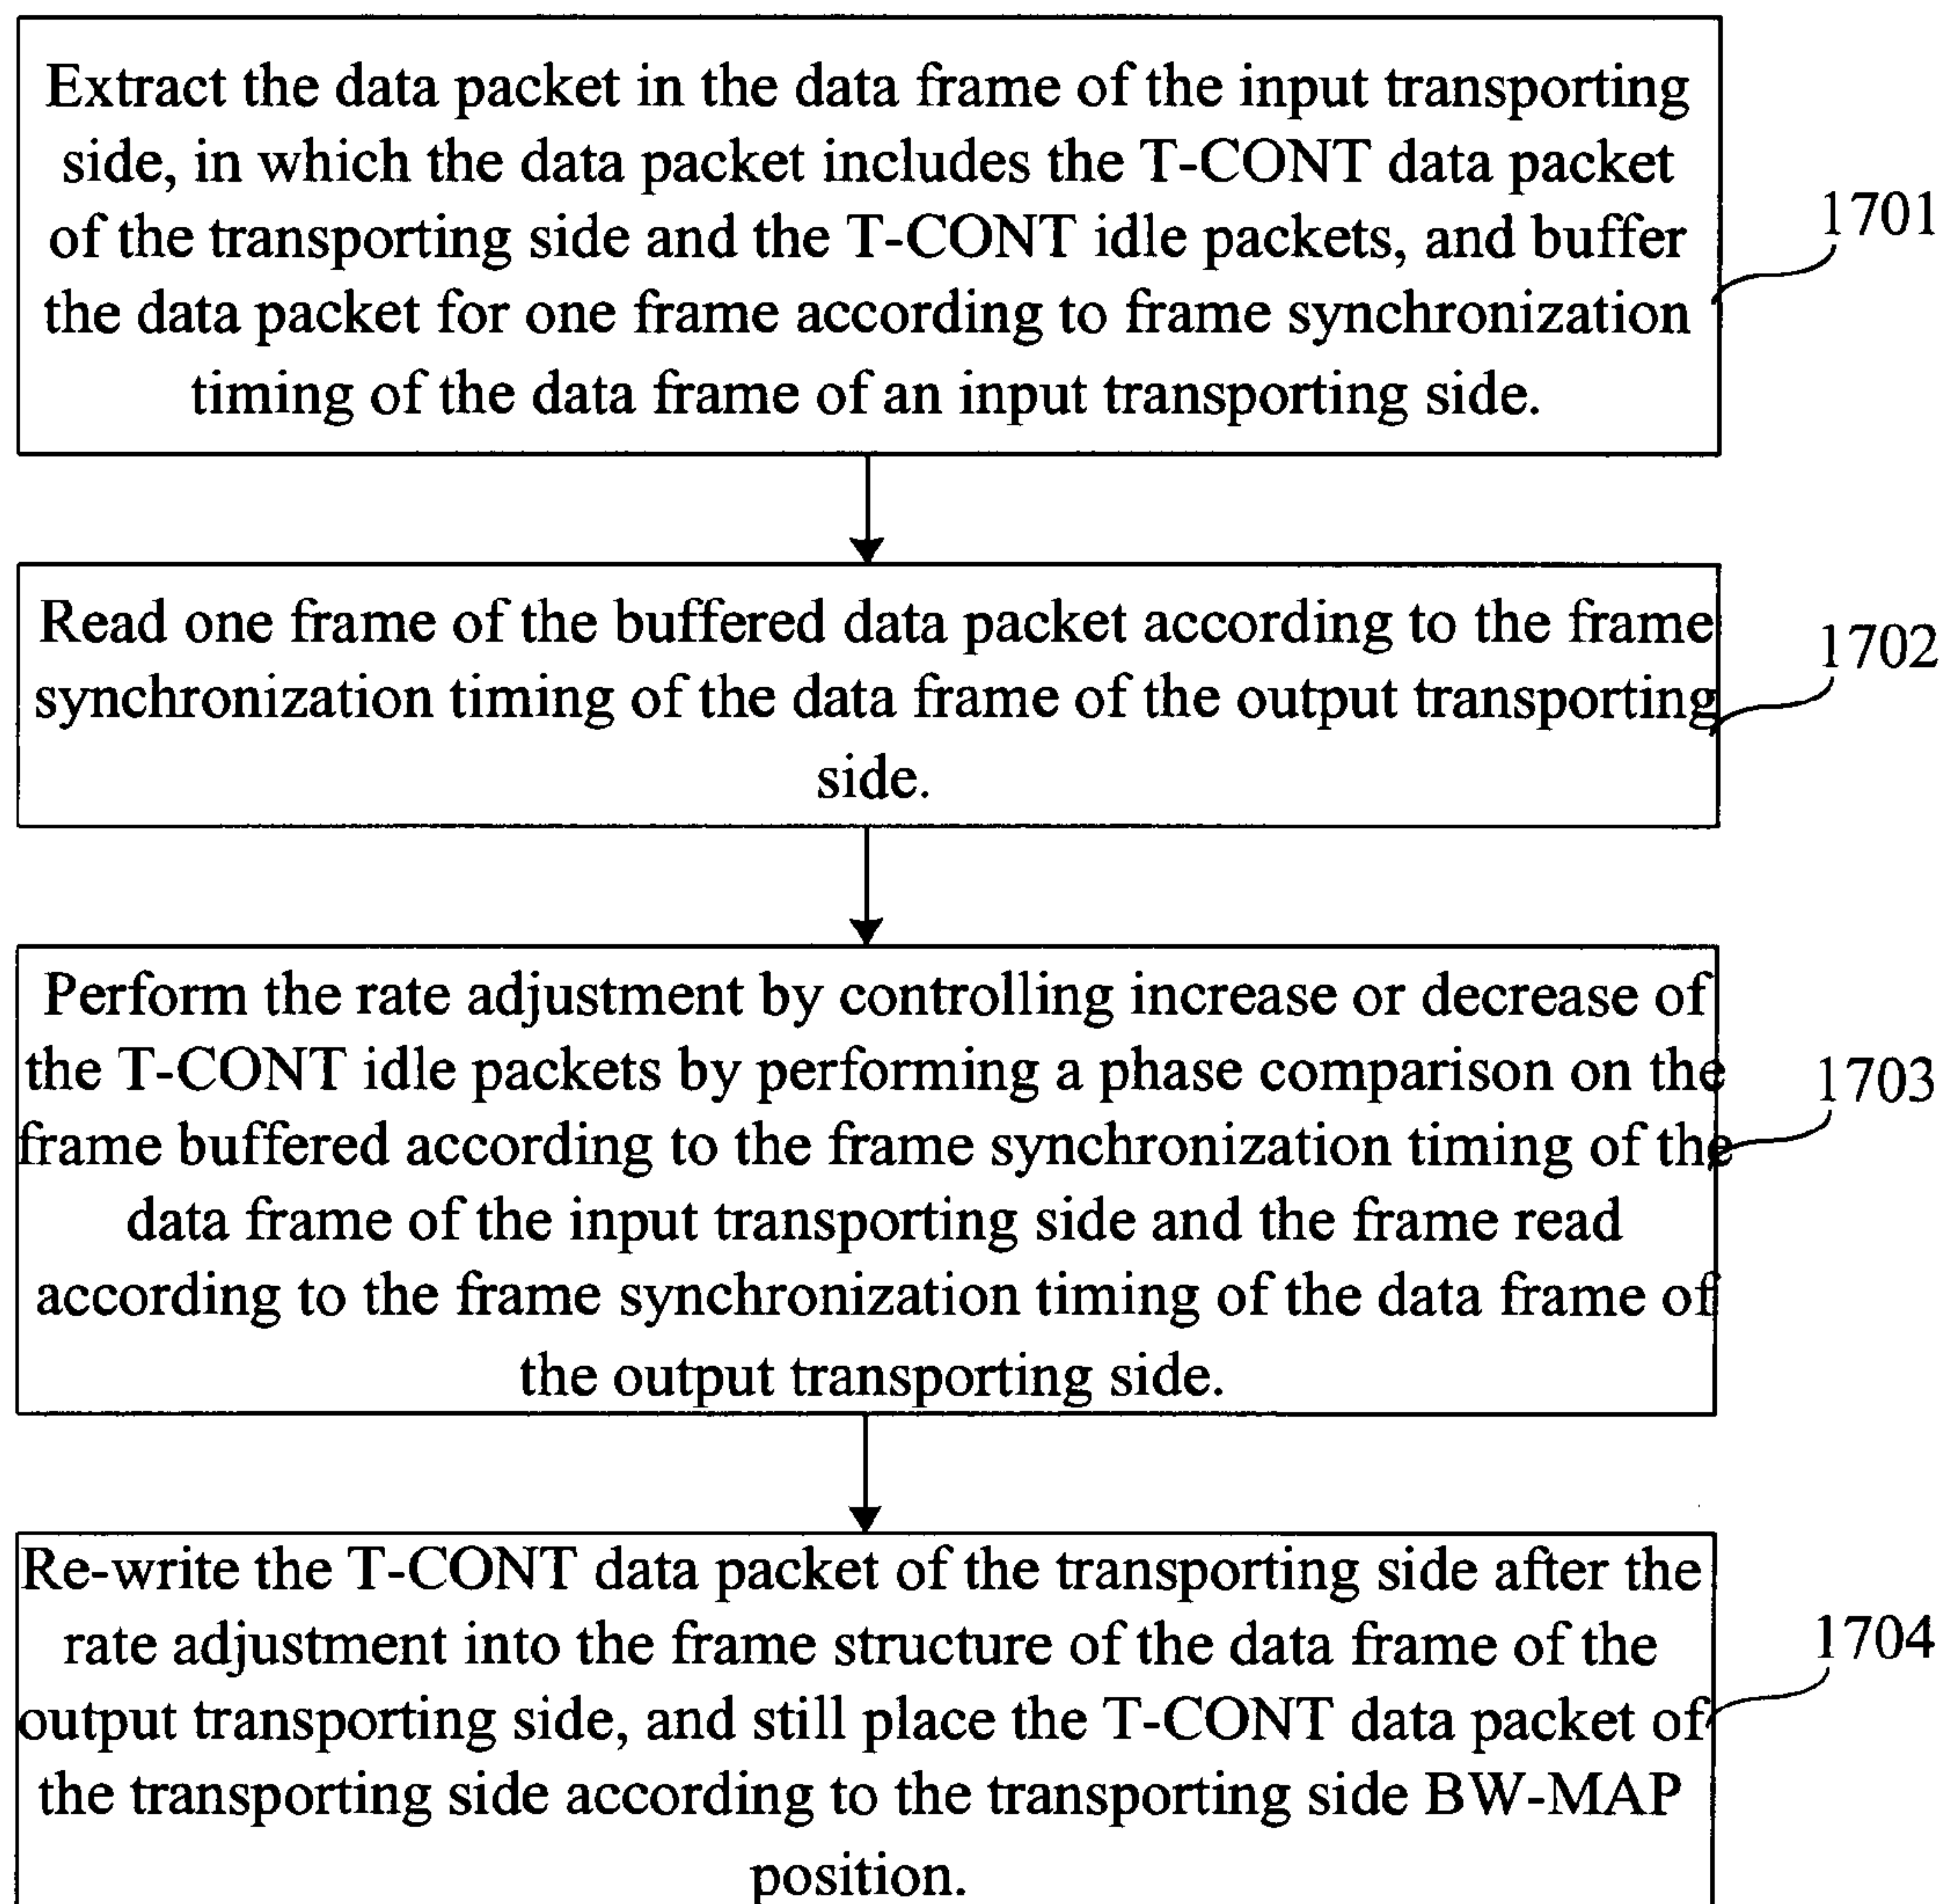 Extract the data packet in the data frame of the input transporting
side, in which the data packet includes the T-CONT data packet
of the transporting side and the T-CONT idle packets, and buffer
the data packet for one frame according to frame synchronization
timing of the data frame of an input transporting side.
1701
Read one frame of the buffered data packet according to the frame
synchronization timing of the data frame of the output transporting
side.
1702
Perform the rate adjustment by controlling increase or decrease of
the T-CONT idle packets by performing a phase comparison on the
frame buffered according to the frame synchronization timing of the
data frame of the input transporting side and the frame read
according to the frame synchronization timing of the data frame of
the output transporting side.
1703
Re-write the T-CONT data packet of the transporting side after the
rate adjustment into the frame structure of the data frame of the
output transporting side, and still place the T-CONT data packet of
the transporting side according to the transporting side BW-MAP
position.
1704